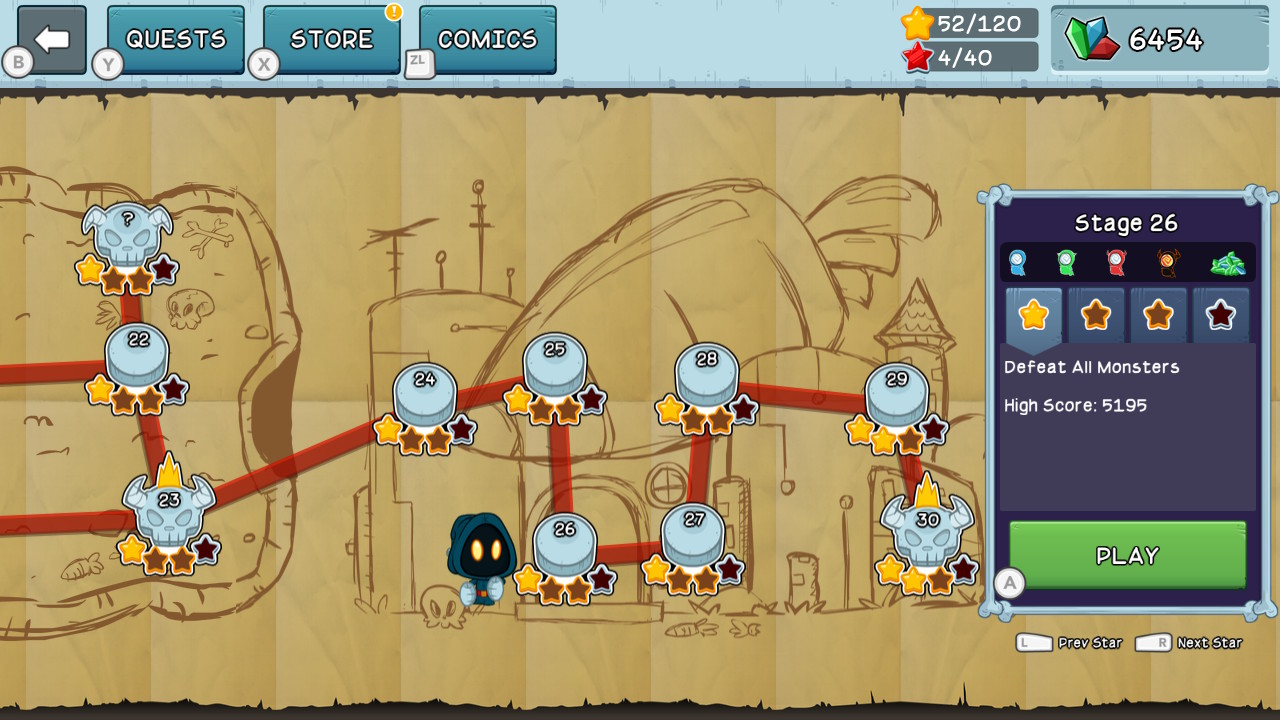 B
QUESTS
Y
STORE
!
X
COMICS
ZL
52/120
4/40
6454
?
22
23
24
25
26
27
28
29
30
Stage 26
Defeat All Monsters
High Score: 5195
PLAY
A
L Prev Star R Next Star